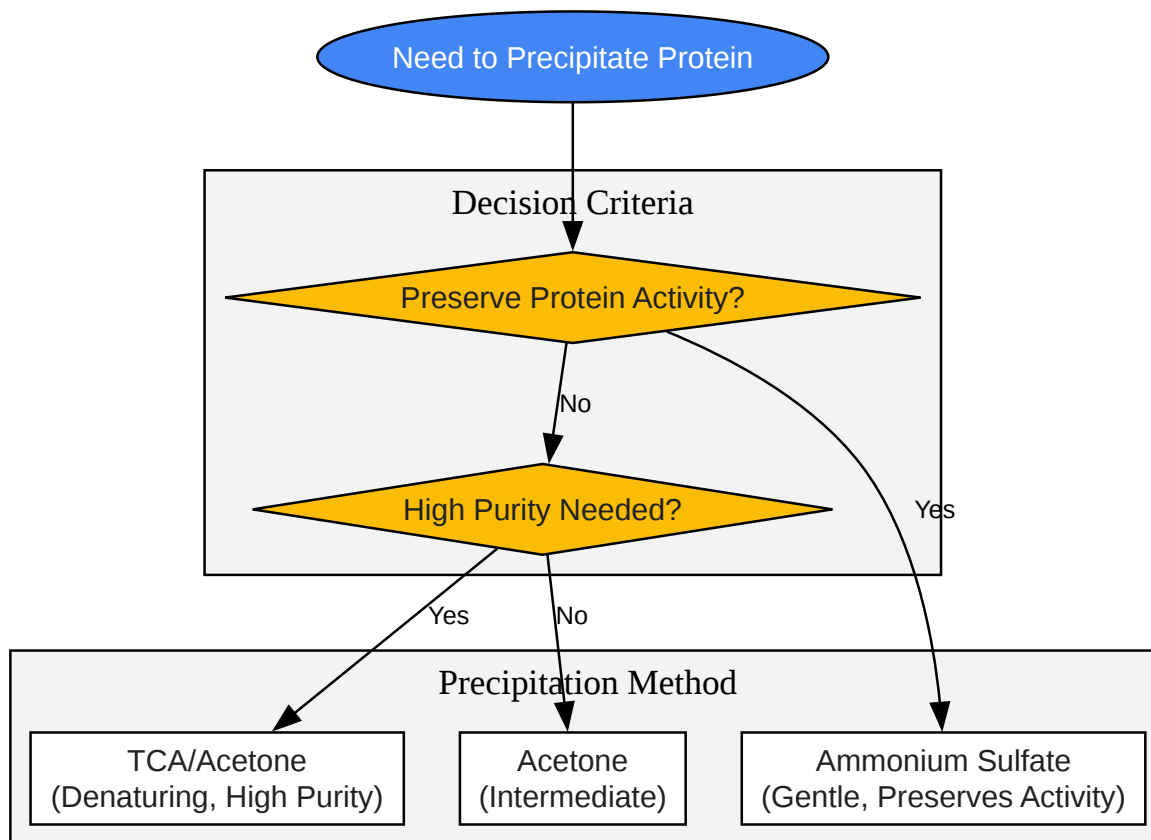 Need to Precipitate Protein
Decision Criteria
Preserve Protein Activity?
No
High Purity Needed?
Yes
Yes
No
Precipitation Method
TCA/Acetone
(Denaturing, High Purity)
Acetone
(Intermediate)
Ammonium Sulfate
(Gentle, Preserves Activity)